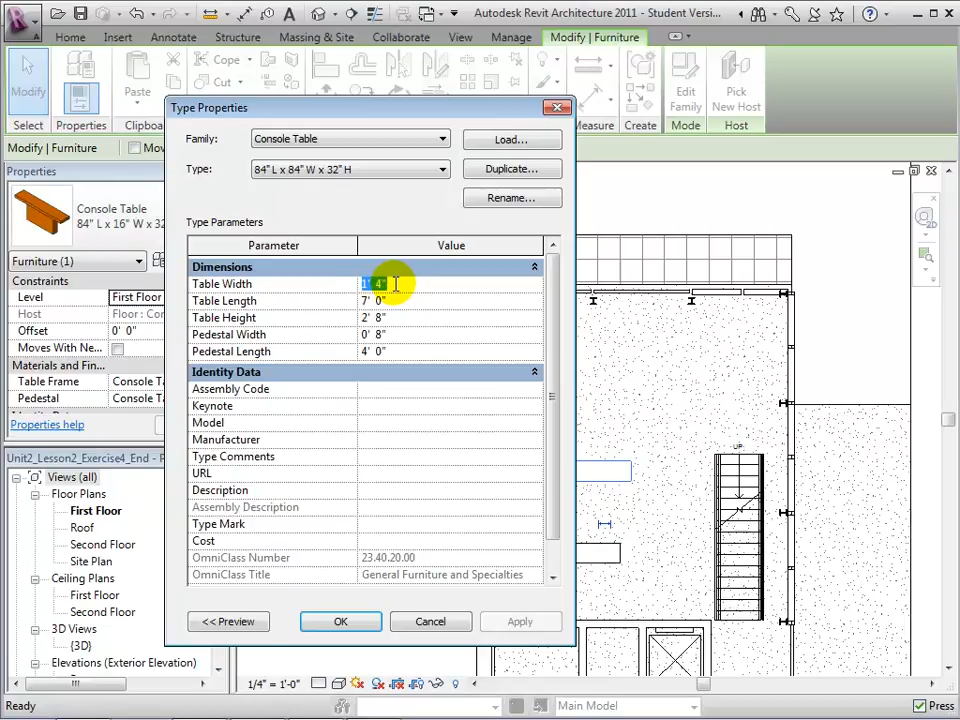 Autodesk Revit Architecture 2011 - Student Versi...
Home Insert Annotate Structure Massing & Site Collaborate View Manage Modify | Furniture
Modify
Paste
Cope
Cut
Edit Family
Pick New Host
Select Properties Clipboa Measure Create Mode Host
Modify | Furniture
Mov
Properties
Console Table
84" L x 16" W x 32
Furniture (1)
Constraints
Level First Floor
Host Floor : Cor
Offset 0' 0"
Moves With Ne...
Materials and Fin...
Table Frame Console T
Pedestal Console T
Properties help
Unit2_Lesson2_Exercise4_End - P
Views (all)
Floor Plans
First Floor
Roof
Second Floor
Site Plan
Ceiling Plans
First Floor
Second Floor
3D Views
{3D}
Elevations (Exterior Elevation)
Type Properties
Family: Console Table Load...
Type: 84" L x 84" W x 32" H Duplicate...
Rename...
Type Parameters
Parameter Value
Dimensions
Table Width 1' 4"
Table Length 7' 0"
Table Height 2' 8"
Pedestal Width 0' 8"
Pedestal Length 4' 0"
Identity Data
Assembly Code
Keynote
Model
Manufacturer
Type Comments
URL
Description
Assembly Description
Type Mark
Cost
OmniClass Number 23.40.20.00
OmniClass Title General Furniture and Specialties
<< Preview OK Cancel Apply
UP
1/4" = 1'-0"
Ready
Main Model
Press